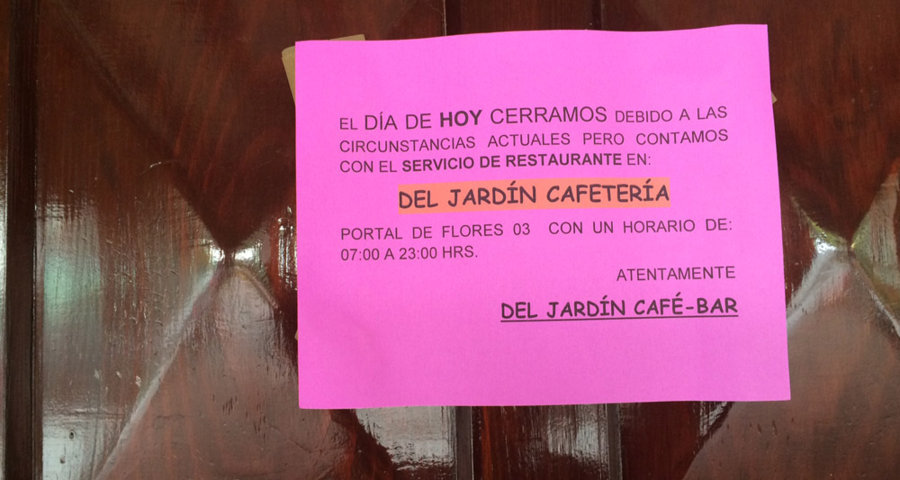 EL DÍA DE HOY CERRAMOS DEBIDO A LAS
CIRCUNSTANCIAS ACTUALES PERO CONTAMOS
CON EL SERVICIO DE RESTAURANTE EN:
DEL JARDÍN CAFETERÍA
PORTAL DE FLORES 03 CON UN HORARIO DE:
07:00 A 23:00 HRS.
ATENTAMENTE
DEL JARDÍN CAFÉ-BAR